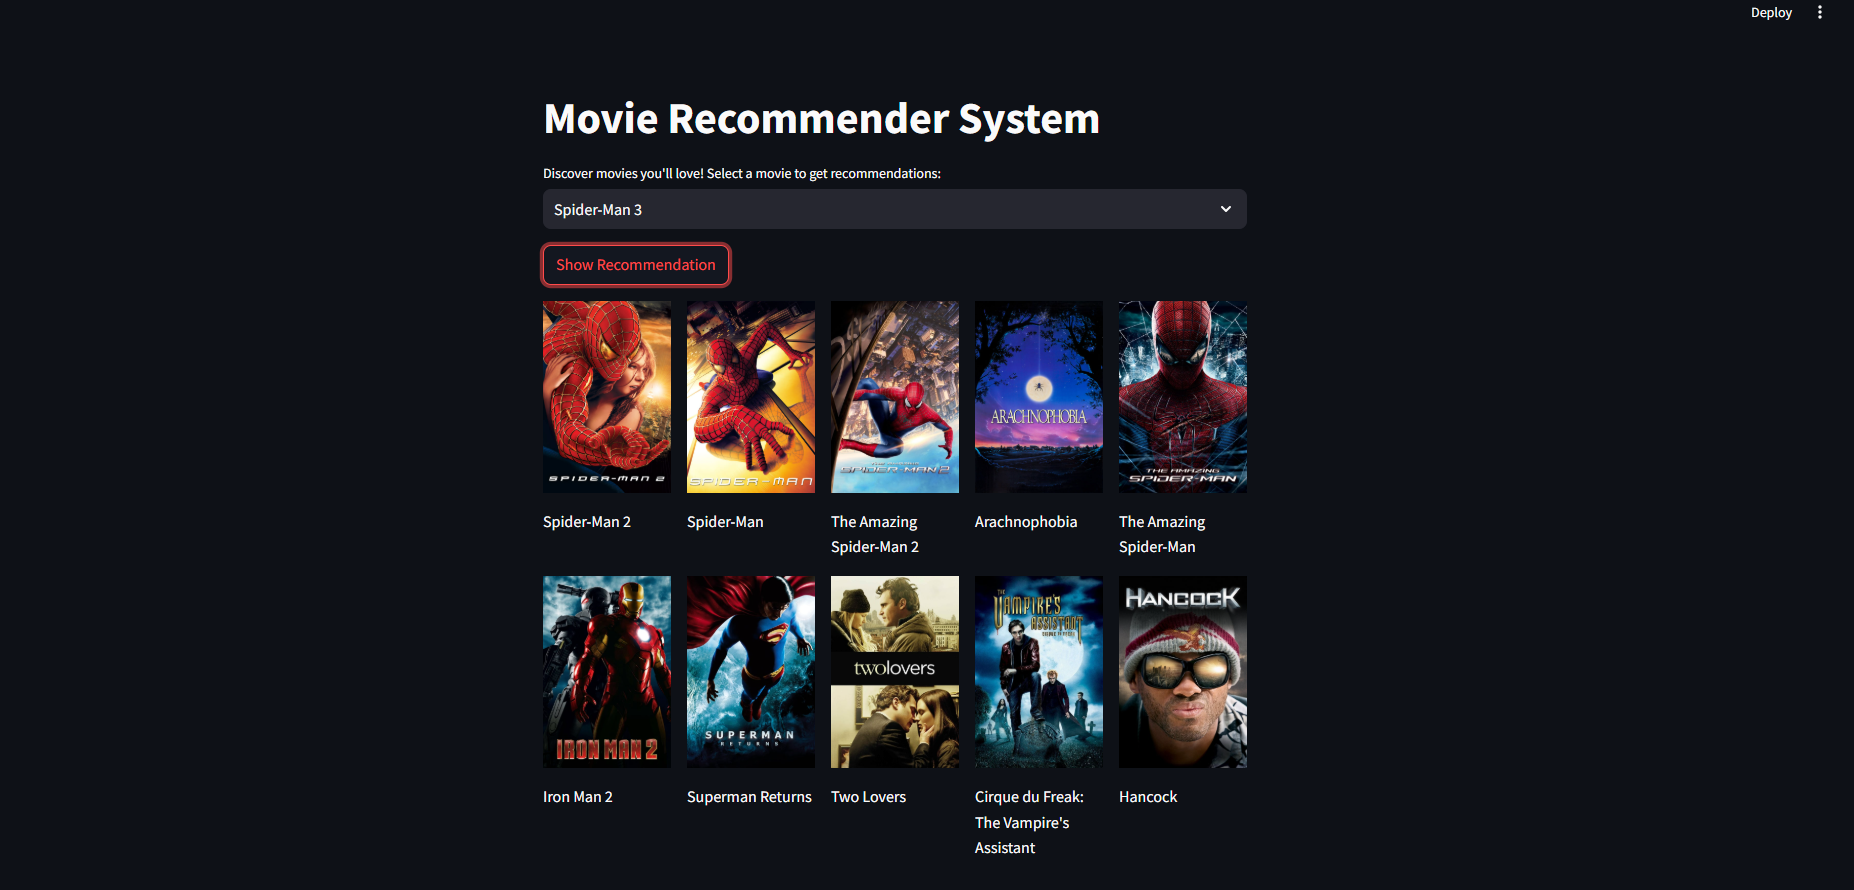 Deploy
Movie Recommender System
Discover movies you'll love! Select a movie to get recommendations:
Spider-Man 3
Show Recommendation
SPIDER-MAN 2
SPIDER-MAN
SPIDER-MAN 2
ARACHNOPHOBIA
THE AMAZING
SPIDER-MAN
Spider-Man 2
Spider-Man
The Amazing
Spider-Man 2
Arachnophobia
The Amazing
Spider-Man
IRON MAN 2
SUPERMAN
RETURNS
twolovers
THE
VAMPIRE'S
ASSISTANT
HANCOCK
Iron Man 2
Superman Returns
Two Lovers
Cirque du Freak:
The Vampire's
Assistant
Hancock